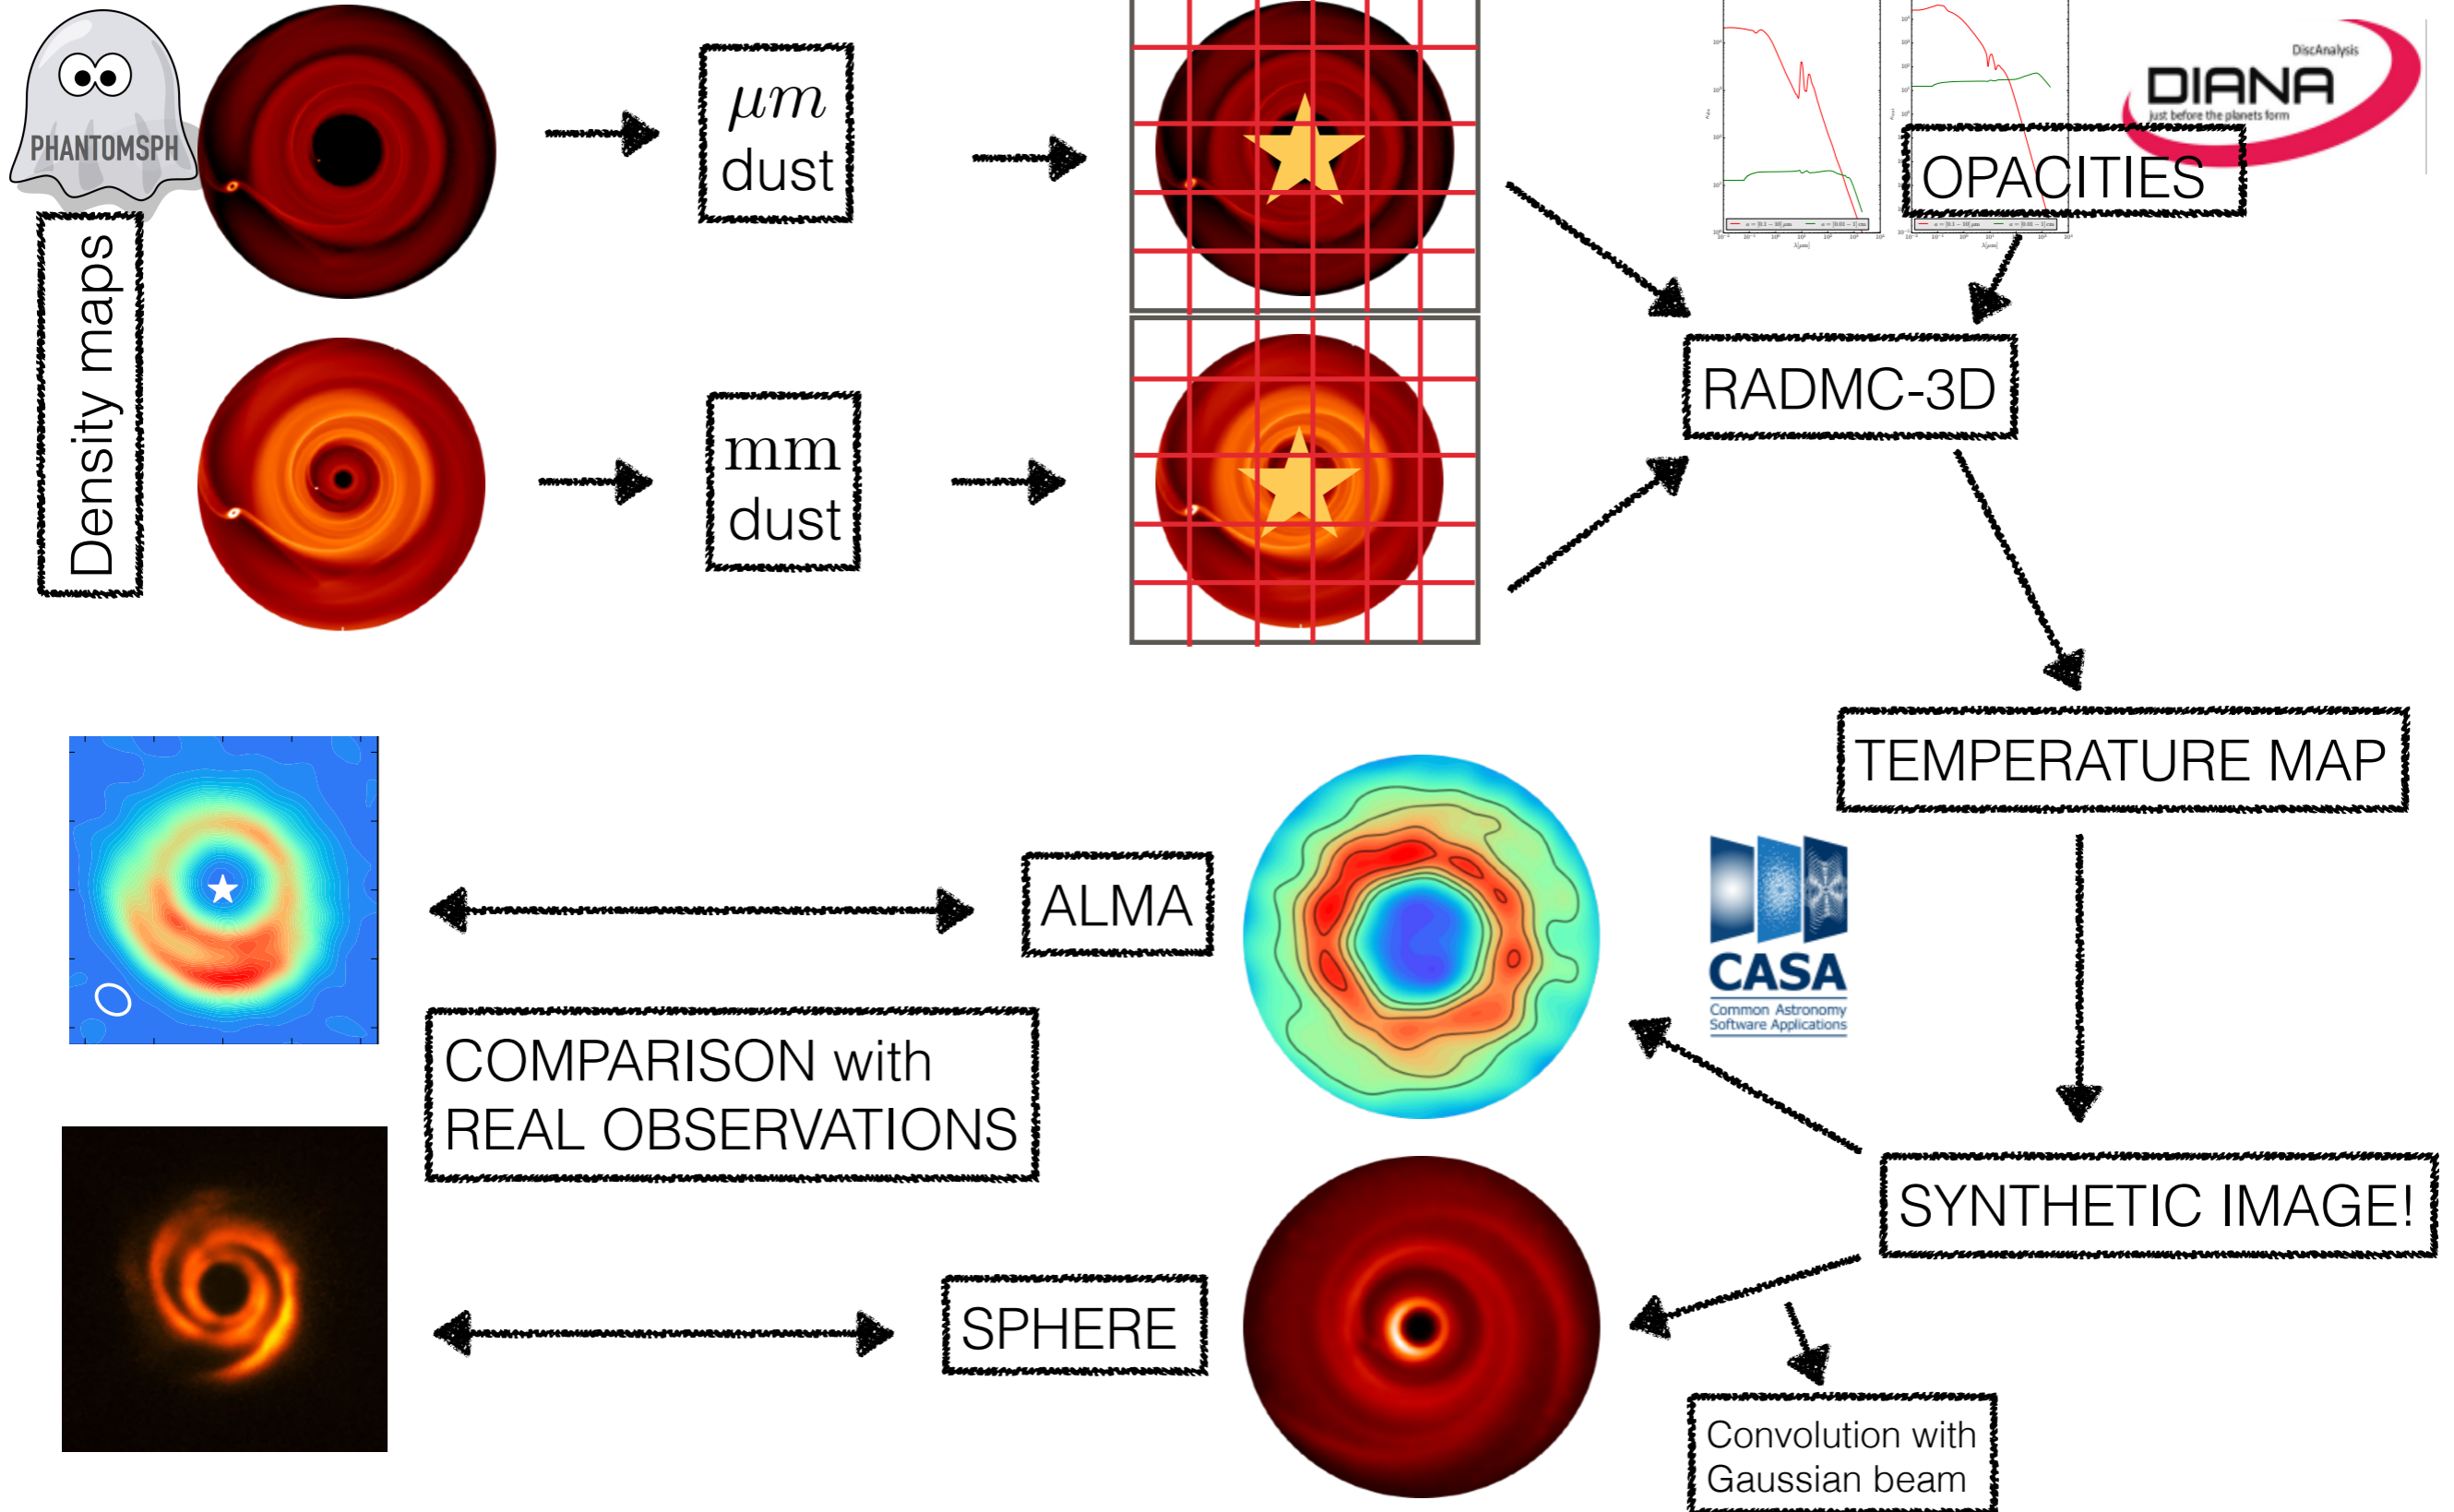 PHANTOMSPH
Density maps
μm
dust
mm
dust
DiscAnalysis
DIANA
just before the planets form
OPACITIES
RADMC-3D
TEMPERATURE MAP
CASA
Common Astronomy
Software Applications
ALMA
COMPARISON with
REAL OBSERVATIONS
SYNTHETIC IMAGE!
SPHERE
Convolution with
Gaussian beam